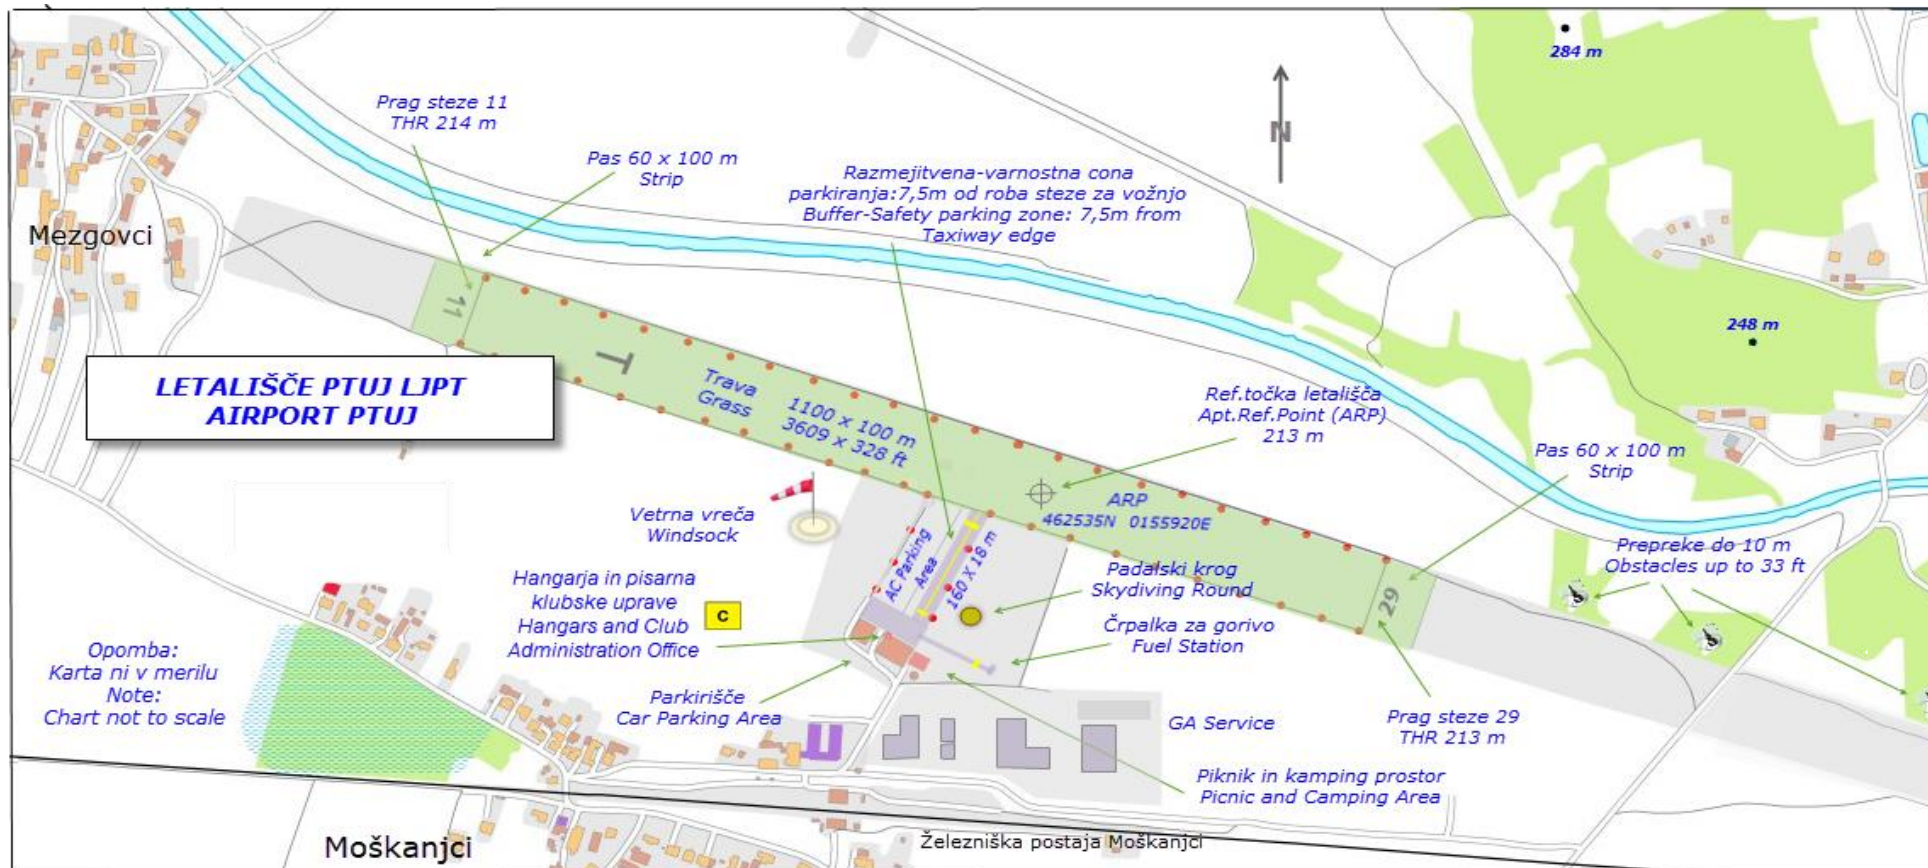 284 m
Prag steze 11
THR 214 m
N
Pas 60 x 100 m
Strip
Razmejitvena-varnostna cona
parkiranja:7,5m od roba steze za vožnjo
Buffer-Safety parking zone: 7,5m from
Taxiway edge
Mezgovci
11
248 m
T
LETALIŠČE PTUJ LJPT
AIRPORT PTUJ
Trava
Grass
1100 x 100 m
3609 x 328 ft
Ref.točka letališča
Apt.Ref.Point (ARP)
213 m
Pas 60 x 100 m
Strip
ARP
462535N 0155920E
Vetrna vreča
Windsock
AC Parking
Area
160 X 18 m
Prepreke do 10 m
Obstacles up to 33 ft
Padalski krog
Skydiving Round
29
Hangarja in pisarna
klubske uprave
Hangars and Club
Administration Office
C
Črpalka za gorivo
Fuel Station
Opomba:
Karta ni v merilu
Note:
Chart not to scale
Parkirišče
Car Parking Area
GA Service
Prag steze 29
THR 213 m
Piknik in kamping prostor
Picnic and Camping Area
Moškanjci
Železniška postaja Moškanjci